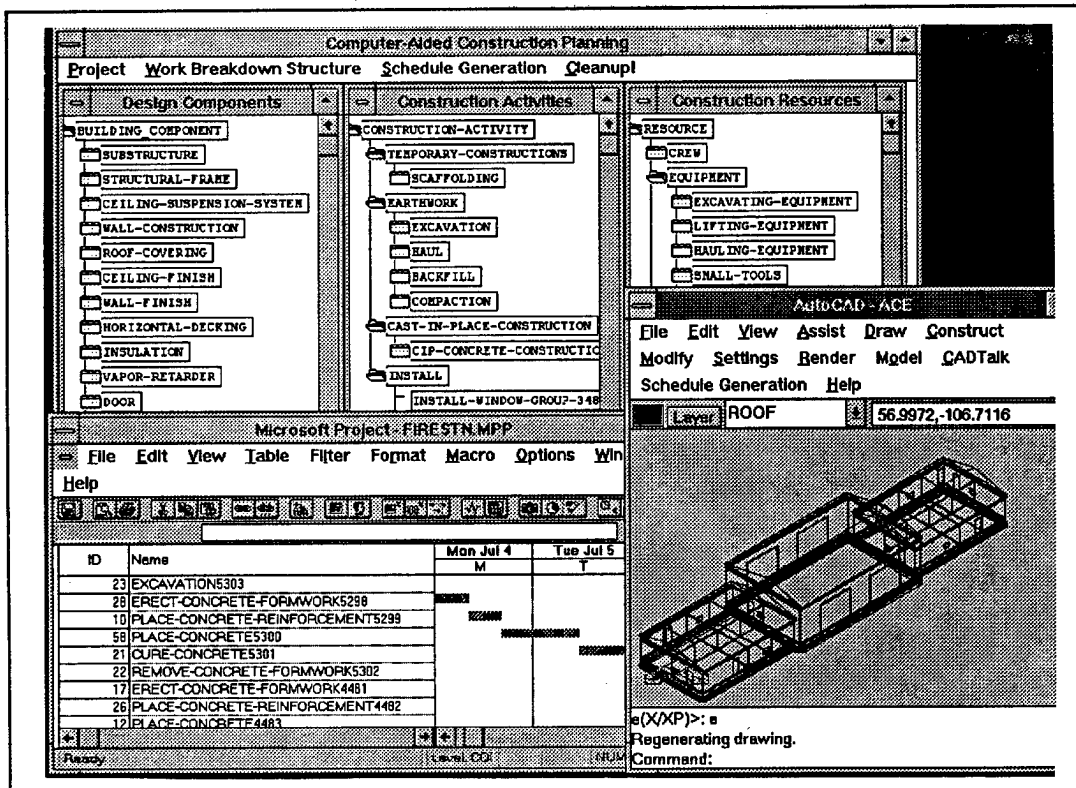 Computer-Aided Construction Planning
Project Work Breakdown Structure Schedule Generation Cleanup!
Design Components
BUILDING_COMPONENT
SUBSTRUCTURE
STRUCTURAL-FRAME
CEILING-SUSPENSION-SYSTEM
WALL-CONSTRUCTION
ROOF-COVERING
CEILING-FINISH
WALL-FINISH
HORIZONTAL-DECKING
INSULATION
VAPOR-RETARDER
DOOR
Construction Activities
CONSTRUCTION-ACTIVITY
TEMPORARY-CONSTRUCTIONS
SCAFFOLDING
EARTHWORK
EXCAVATION
HAUL
BACKFILL
COMPACTION
CAST-IN-PLACE-CONSTRUCTION
CIP-CONCRETE-CONSTRUCTIO
INSTALL
INSTALL-WINDOW-GROUP-348
Construction Resources
RESOURCE
CREW
EQUIPMENT
EXCAVATING-EQUIPMENT
LIFTING-EQUIPMENT
HAULING-EQUIPMENT
SMALL-TOOLS
AutoCAD - ACE
File Edit View Assist Draw Construct
Modify Settings Render Model CADTalk
Schedule Generation Help
Layer ROOF 56.9972,-106.7116
e(X/XP)>: e
Regenerating drawing.
Command:
Microsoft Project - FIRESTN.MPP
File Edit View Table Filter Format Macro Options Win
Help
ID Name Mon Jul 4 Tue Jul 5
M T
23 EXCAVATION5303
28 ERECT-CONCRETE-FORMWORK5298
10 PLACE-CONCRETE-REINFORCEMENT5299
58 PLACE-CONCRETE5300
21 CURE-CONCRETE5301
22 REMOVE-CONCRETE-FORMWORK5302
17 ERECT-CONCRETE-FORMWORK4481
26 PLACE-CONCRETE-REINFORCEMENT4482
12 PLACE-CONCRETE4483
Ready NUM